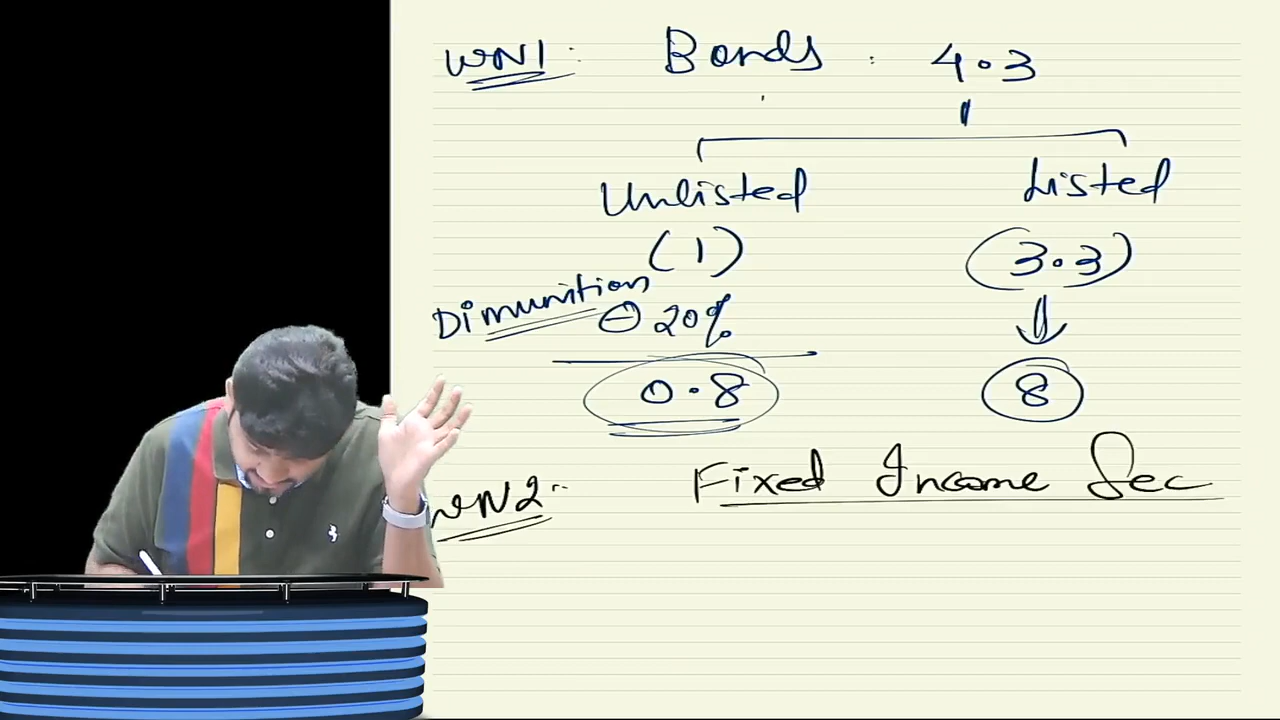 WN1: Bonds : 4.3
Unlisted Listed
(1) (3.3)
Dimunition ⊖ 20%
0.8 8
WN2:- Fixed Income Sec